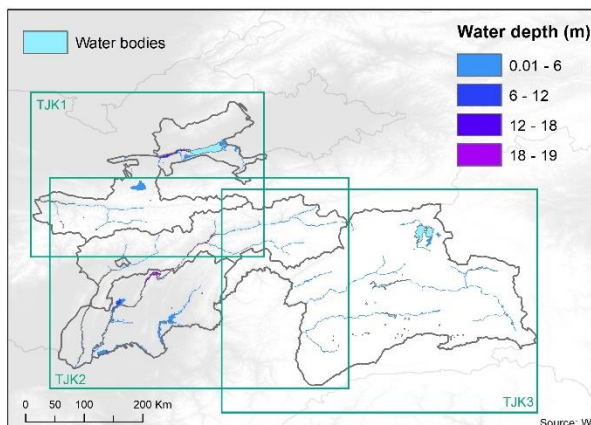 Water bodies
Water depth (m)
0.01 - 6
6 - 12
12 - 18
18 - 19
TJK1
TJK2
TJK3
0 50 100 200 Km
Source: W